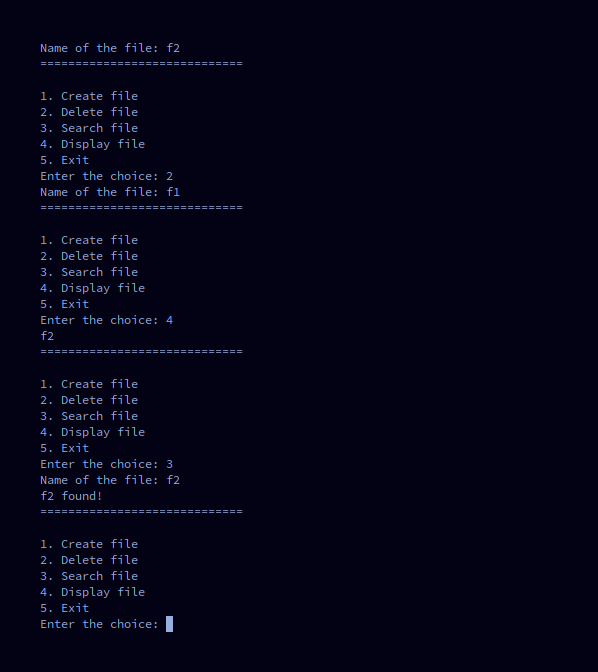 Name of the file: f2
=============================
1. Create file
2. Delete file
3. Search file
4. Display file
5. Exit
Enter the choice: 2
Name of the file: f1
=============================
1. Create file
2. Delete file
3. Search file
4. Display file
5. Exit
Enter the choice: 4
f2
=============================
1. Create file
2. Delete file
3. Search file
4. Display file
5. Exit
Enter the choice: 3
Name of the file: f2
f2 found!
=============================
1. Create file
2. Delete file
3. Search file
4. Display file
5. Exit
Enter the choice: